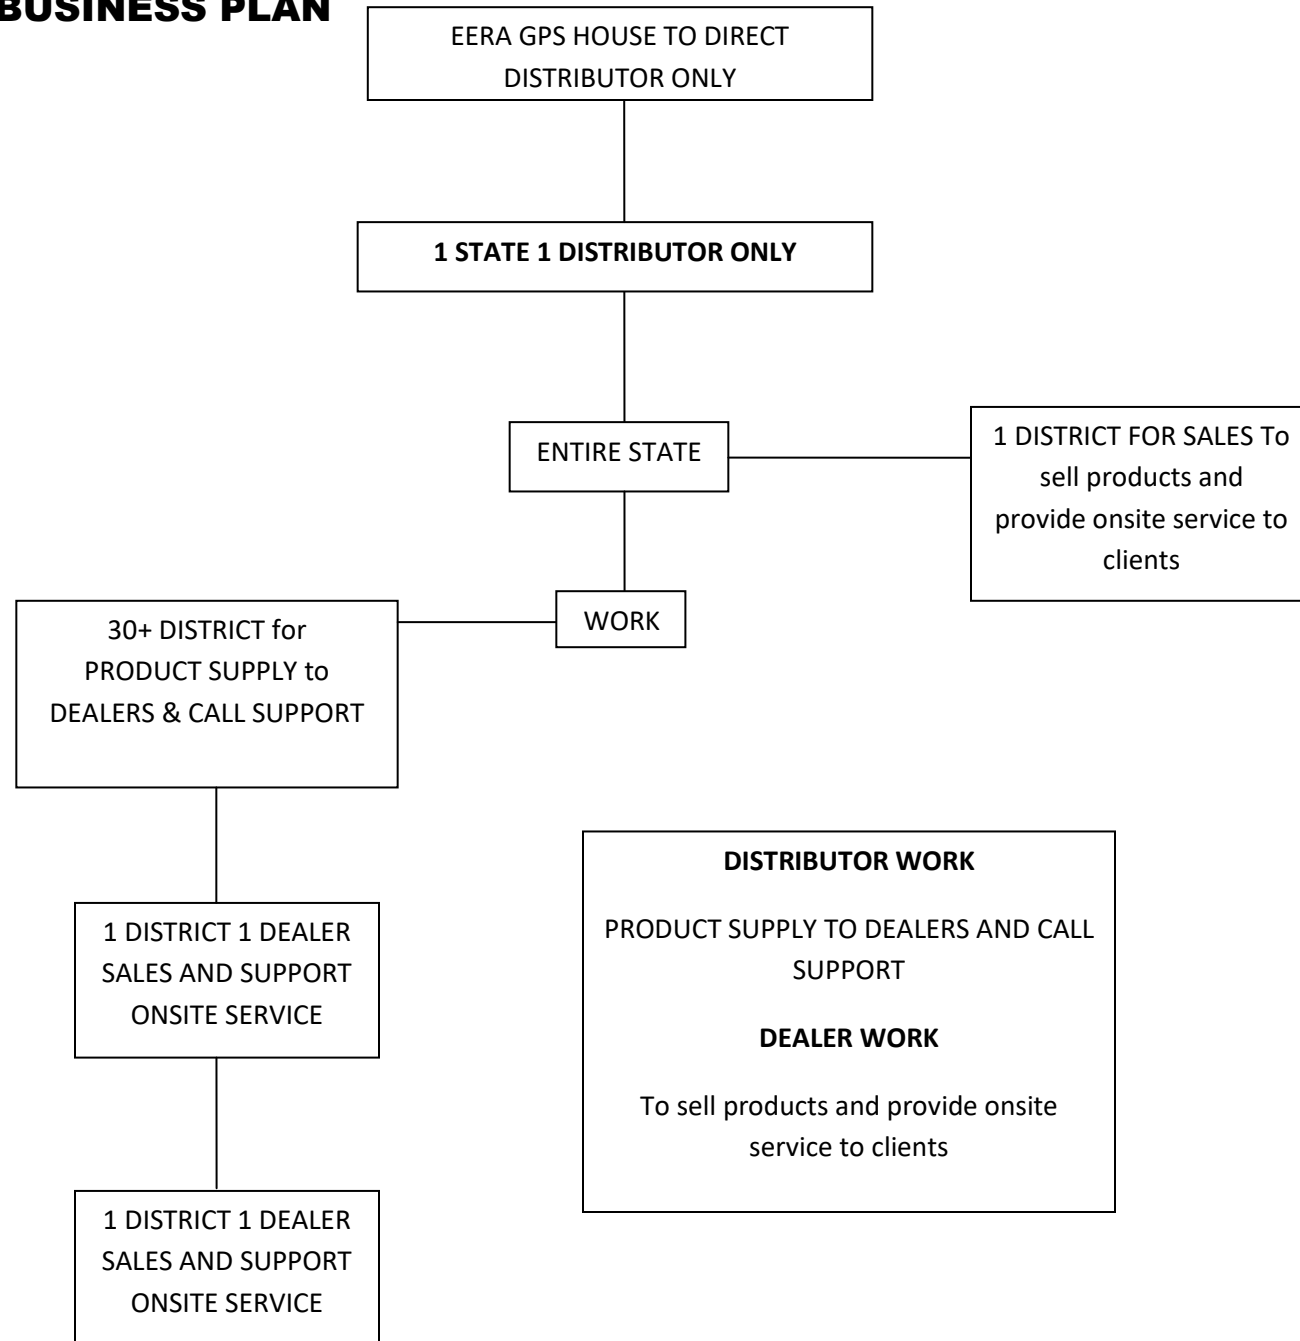 BUSINESS PLAN
EERA GPS HOUSE TO DIRECT
DISTRIBUTOR ONLY
1 STATE 1 DISTRIBUTOR ONLY
ENTIRE STATE
1 DISTRICT FOR SALES To
sell products and
provide onsite service to
clients
WORK
30+ DISTRICT for
PRODUCT SUPPLY to
DEALERS & CALL SUPPORT
DISTRIBUTOR WORK
PRODUCT SUPPLY TO DEALERS AND CALL
SUPPORT
DEALER WORK
To sell products and provide onsite
service to clients
1 DISTRICT 1 DEALER
SALES AND SUPPORT
ONSITE SERVICE
1 DISTRICT 1 DEALER
SALES AND SUPPORT
ONSITE SERVICE